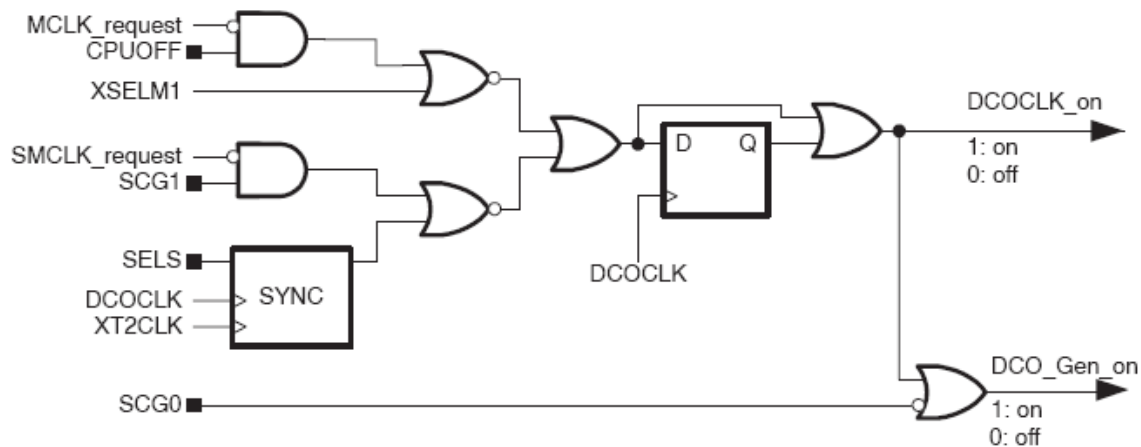 MCLK_request
CPUOFF
XSELM1
SMCLK_request
SCG1
SELS
DCOCLK
XT2CLK
SYNC
SCG0
D Q
DCOCLK
DCOCLK_on
1: on
0: off
DCO_Gen_on
1: on
0: off